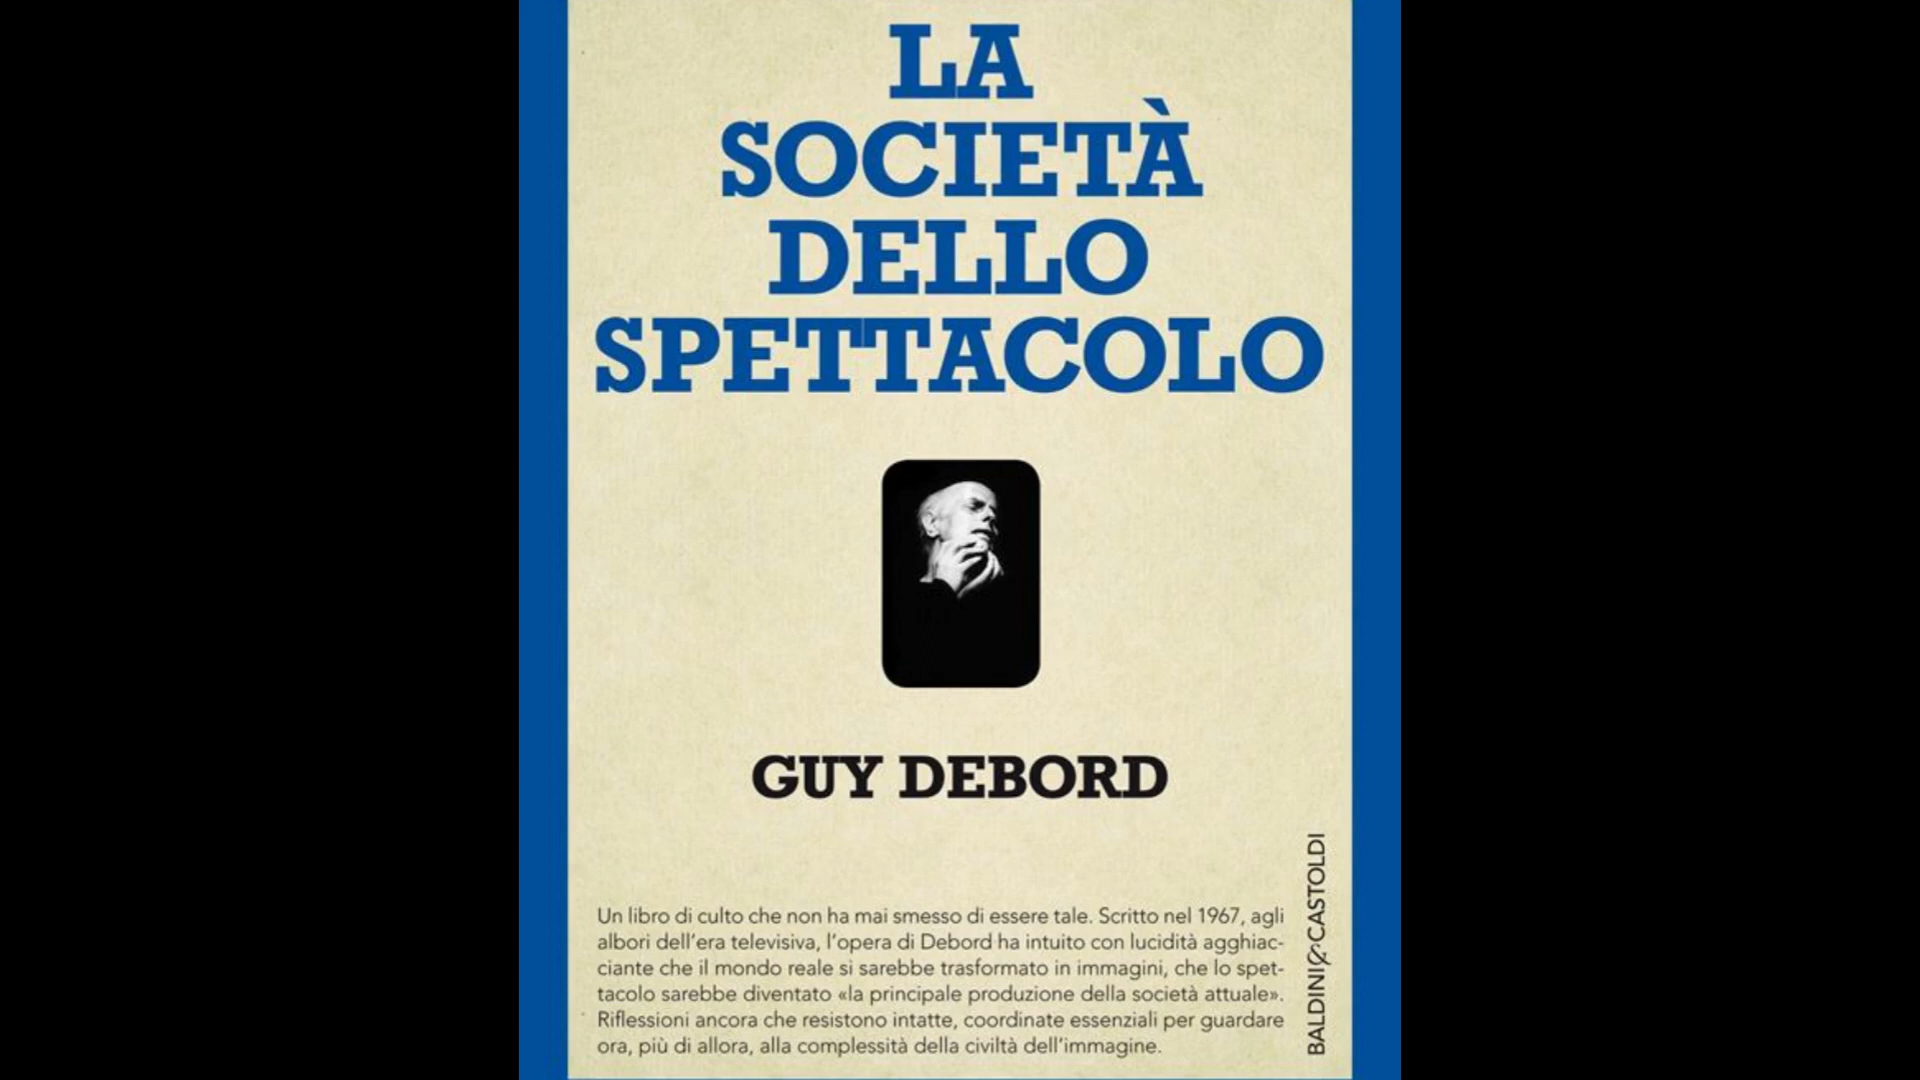 LA
SOCIETÀ
DELLO
SPETTACOLO
GUY DEBORD
Un libro di culto che non ha mai smesso di essere tale. Scritto nel 1967, agli
albori dell'era televisiva, l'opera di Debord ha intuito con lucidità agghiac-
ciante che il mondo reale si sarebbe trasformato in immagini, che lo spet-
tacolo sarebbe diventato «la principale produzione della società attuale».
Riflessioni ancora che resistono intatte, coordinate essenziali per guardare
ora, più di allora, alla complessità della civiltà dell'immagine.
BALDINI&CASTOLDI